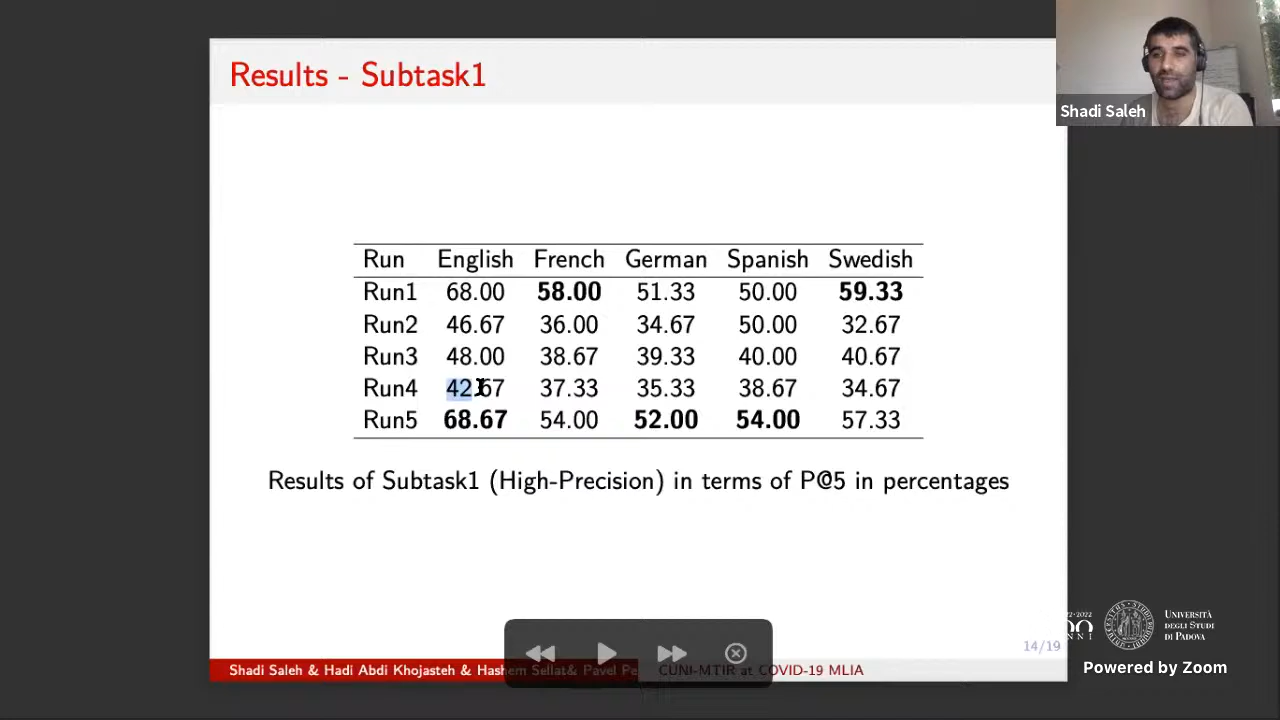 Results - Subtask1
Shadi Saleh
Run English French German Spanish Swedish
Run1 68.00 58.00 51.33 50.00 59.33
Run2 46.67 36.00 34.67 50.00 32.67
Run3 48.00 38.67 39.33 40.00 40.67
Run4 42.67 37.33 35.33 38.67 34.67
Run5 68.67 54.00 52.00 54.00 57.33
Results of Subtask1 (High-Precision) in terms of P@5 in percentages
UNIVERSITÀ
DEGLI STUDI
DI PADOVA
14/19
Shadi Saleh & Hadi Abdi Khojasteh & Hashem Sellat& Pavel Pe CUNI-MTIR at COVID-19 MLIA
Powered by Zoom